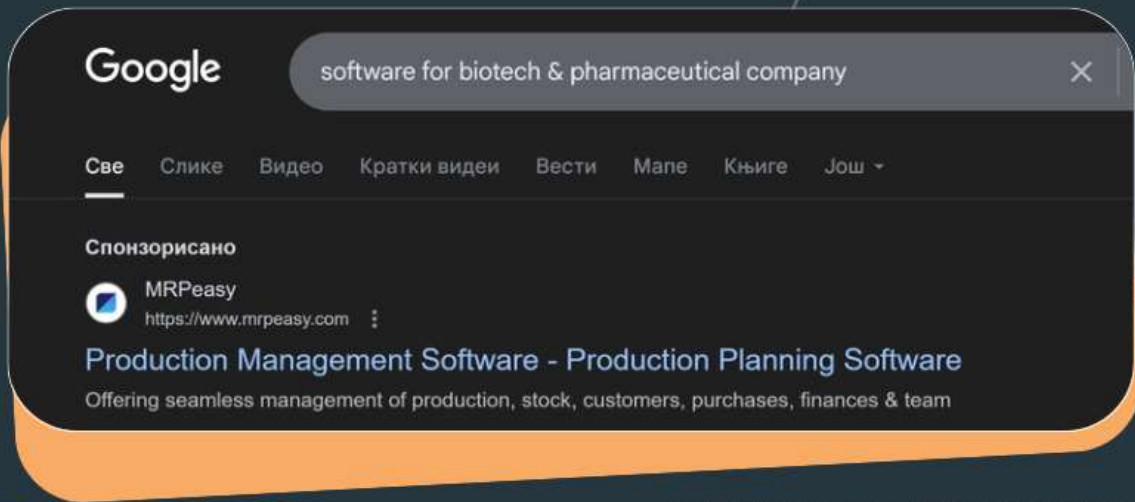 Google
software for biotech & pharmaceutical company
Све Слике Видео Кратки видеи Вести Мапе Књиге Још
Спонзорисано
MRPeasy
https://www.mrpeasy.com
Production Management Software - Production Planning Software
Offering seamless management of production, stock, customers, purchases, finances & team